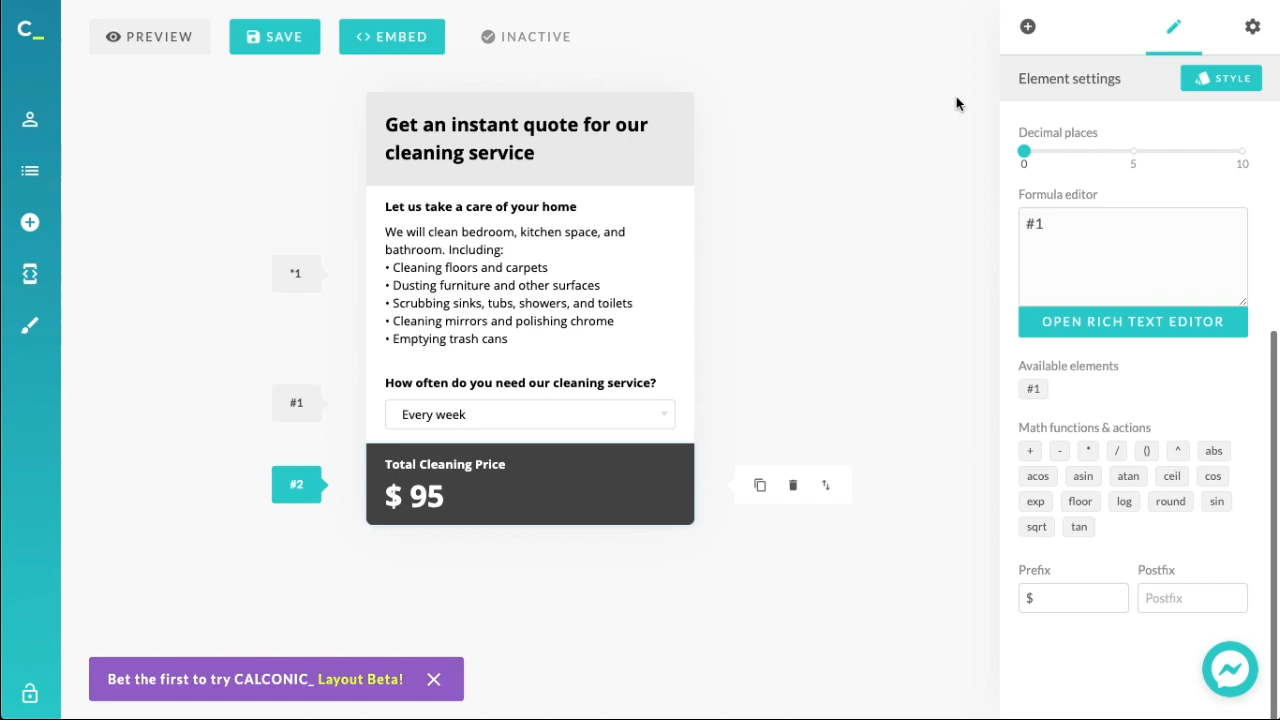 C_
PREVIEW
SAVE
<> EMBED
INACTIVE
Element settings
STYLE
Get an instant quote for our
cleaning service
Let us take a care of your home
We will clean bedroom, kitchen space, and
bathroom. Including:
• Cleaning floors and carpets
• Dusting furniture and other surfaces
• Scrubbing sinks, tubs, showers, and toilets
• Cleaning mirrors and polishing chrome
• Emptying trash cans
*1
How often do you need our cleaning service?
#1
Every week
#2
Total Cleaning Price
$ 95
Decimal places
0 5 10
Formula editor
#1
OPEN RICH TEXT EDITOR
Available elements
#1
Math functions & actions
+ - * / () ^ abs
acos asin atan ceil cos
exp floor log round sin
sqrt tan
Prefix Postfix
$ Postfix
Bet the first to try CALCONIC_ Layout Beta!